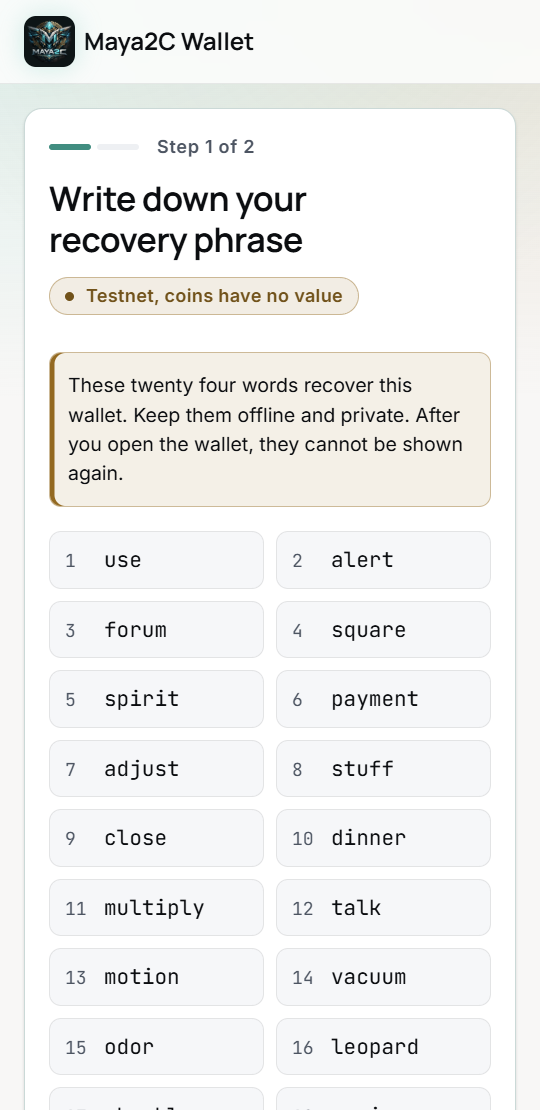 MAYA2C
Maya2C Wallet
Step 1 of 2
Write down your
recovery phrase
Testnet, coins have no value
These twenty four words recover this
wallet. Keep them offline and private. After
you open the wallet, they cannot be shown
again.
1 use
2 alert
3 forum
4 square
5 spirit
6 payment
7 adjust
8 stuff
9 close
10 dinner
11 multiply
12 talk
13 motion
14 vacuum
15 odor
16 leopard